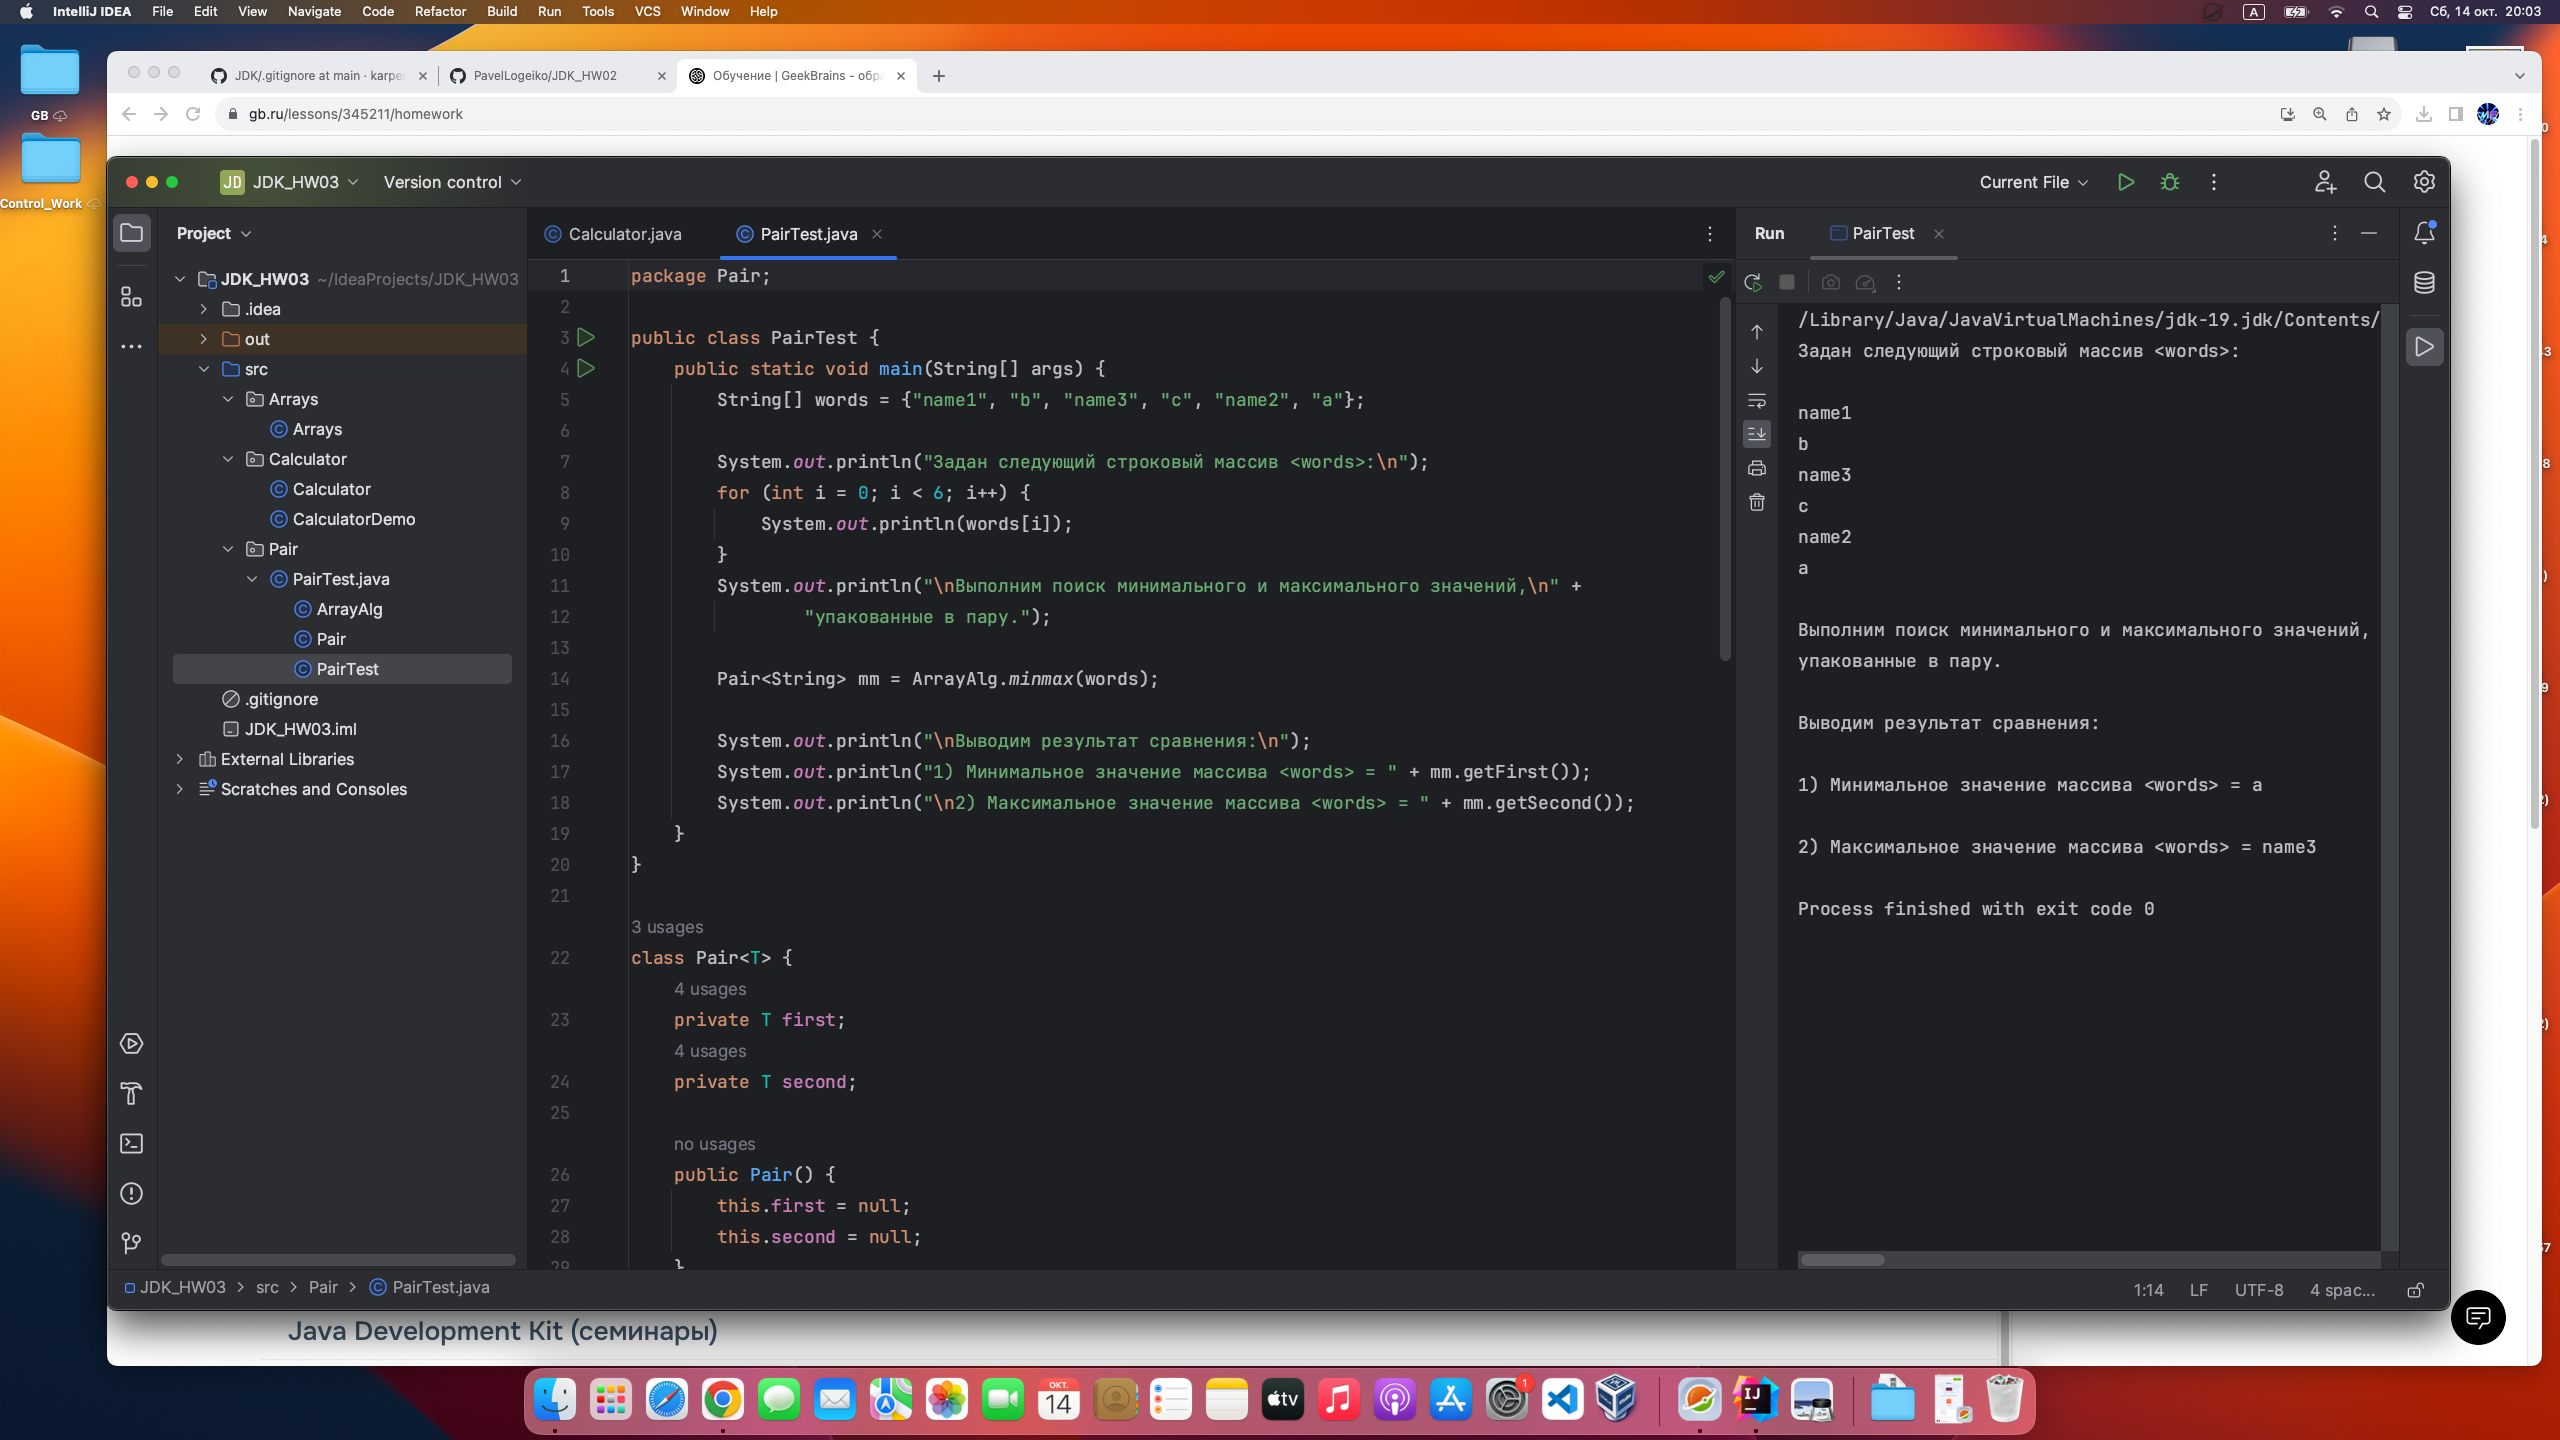 IntelliJ IDEA File Edit View Navigate Code Refactor Build Run Tools VCS Window Help
A Сб, 14 окт. 20:03
GB
Control_Work
JDK/.gitignore at main · karpe
PavelLogeiko/JDK_HW02
Обучение | GeekBrains - обра
gb.ru/lessons/345211/homework
JD JDK_HW03 Version control Current File
Project
JDK_HW03 ~/IdeaProjects/JDK_HW03
.idea
out
src
Arrays
Arrays
Calculator
Calculator
CalculatorDemo
Pair
PairTest.java
ArrayAlg
Pair
PairTest
.gitignore
JDK_HW03.iml
External Libraries
Scratches and Consoles
Calculator.java PairTest.java
1 package Pair;
2
3 public class PairTest {
4 public static void main(String[] args) {
5 String[] words = {"name1", "b", "name3", "c", "name2", "a"};
6
7 System.out.println("Задан следующий строковый массив <words>:\n");
8 for (int i = 0; i < 6; i++) {
9 System.out.println(words[i]);
10 }
11 System.out.println("\nВыполним поиск минимального и максимального значений,\n" +
12 "упакованные в пару.");
13
14 Pair<String> mm = ArrayAlg.minmax(words);
15
16 System.out.println("\nВыводим результат сравнения:\n");
17 System.out.println("1) Минимальное значение массива <words> = " + mm.getFirst());
18 System.out.println("\n2) Максимальное значение массива <words> = " + mm.getSecond());
19 }
20 }
21
3 usages
22 class Pair<T> {
4 usages
23 private T first;
4 usages
24 private T second;
25
no usages
26 public Pair() {
27 this.first = null;
28 this.second = null;
29 }
Run PairTest
/Library/Java/JavaVirtualMachines/jdk-19.jdk/Contents/
Задан следующий строковый массив <words>:
name1
b
name3
c
name2
a
Выполним поиск минимального и максимального значений,
упакованные в пару.
Выводим результат сравнения:
1) Минимальное значение массива <words> = a
2) Максимальное значение массива <words> = name3
Process finished with exit code 0
JDK_HW03 > src > Pair > PairTest.java
1:14 LF UTF-8 4 spac...
Java Development Kit (семинары)
ОКТ.
14
tv
1
IJ